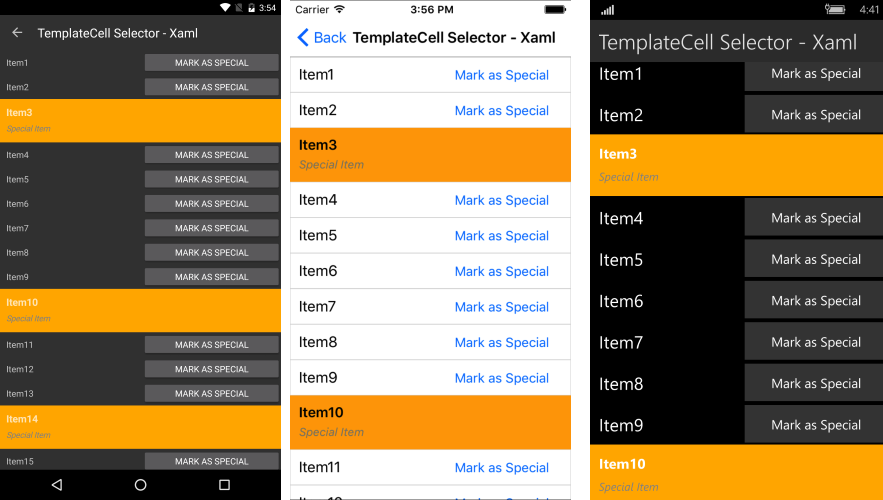 3:54
TemplateCell Selector - Xaml
Item1 MARK AS SPECIAL
Item2 MARK AS SPECIAL
Item3
Special Item
Item4 MARK AS SPECIAL
Item5 MARK AS SPECIAL
Item6 MARK AS SPECIAL
Item7 MARK AS SPECIAL
Item8 MARK AS SPECIAL
Item9 MARK AS SPECIAL
Item10
Special Item
Item11 MARK AS SPECIAL
Item12 MARK AS SPECIAL
Item13 MARK AS SPECIAL
Item14
Special Item
Item15 MARK AS SPECIAL
Carrier 3:56 PM
Back TemplateCell Selector - Xaml
Item1 Mark as Special
Item2 Mark as Special
Item3
Special Item
Item4 Mark as Special
Item5 Mark as Special
Item6 Mark as Special
Item7 Mark as Special
Item8 Mark as Special
Item9 Mark as Special
Item10
Special Item
Item11 Mark as Special
4:41
TemplateCell Selector - Xaml
Item1 Mark as Special
Item2 Mark as Special
Item3
Special Item
Item4 Mark as Special
Item5 Mark as Special
Item6 Mark as Special
Item7 Mark as Special
Item8 Mark as Special
Item9 Mark as Special
Item10
Special Item